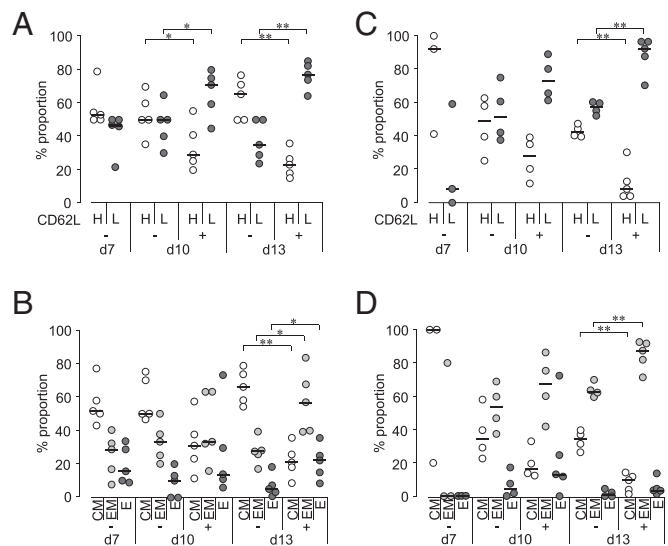 A
% proportion
100
80
60
40
20
0
* * ** **
CD62L H L H L H L H L H L
- - + - +
d7 d10 d13
C
% proportion
100
80
60
40
20
0
** **
CD62L H L H L H L H L H L
- - + - +
d7 d10 d13
B
% proportion
100
80
60
40
20
0
* * **
CM EM E CM EM E CM EM E CM EM E CM EM E
- - + - +
d7 d10 d13
D
% proportion
100
80
60
40
20
0
** **
CM EM E CM EM E CM EM E CM EM E CM EM E
- - + - +
d7 d10 d13